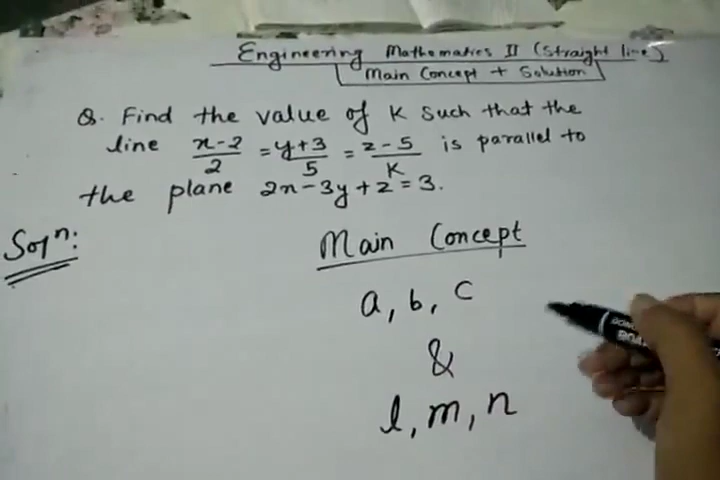 Engineering Mathematics II (Straight line)
Main Concept + Solution
Q. Find the value of K such that the
line x-2/2 = y+3/5 = z-5/K is parallel to
the plane 2x-3y+z=3.
Sol n:
Main Concept
a, b, c
&
l, m, n